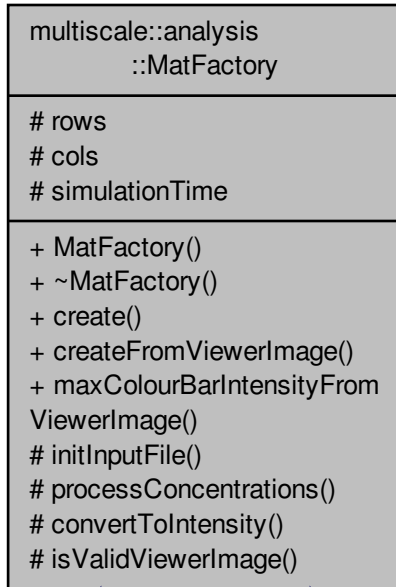 multiscale::analysis
::MatFactory
# rows
# cols
# simulationTime
+ MatFactory()
+ ~MatFactory()
+ create()
+ createFromViewerImage()
+ maxColourBarIntensityFrom
ViewerImage()
# initInputFile()
# processConcentrations()
# convertToIntensity()
# isValidViewerImage()